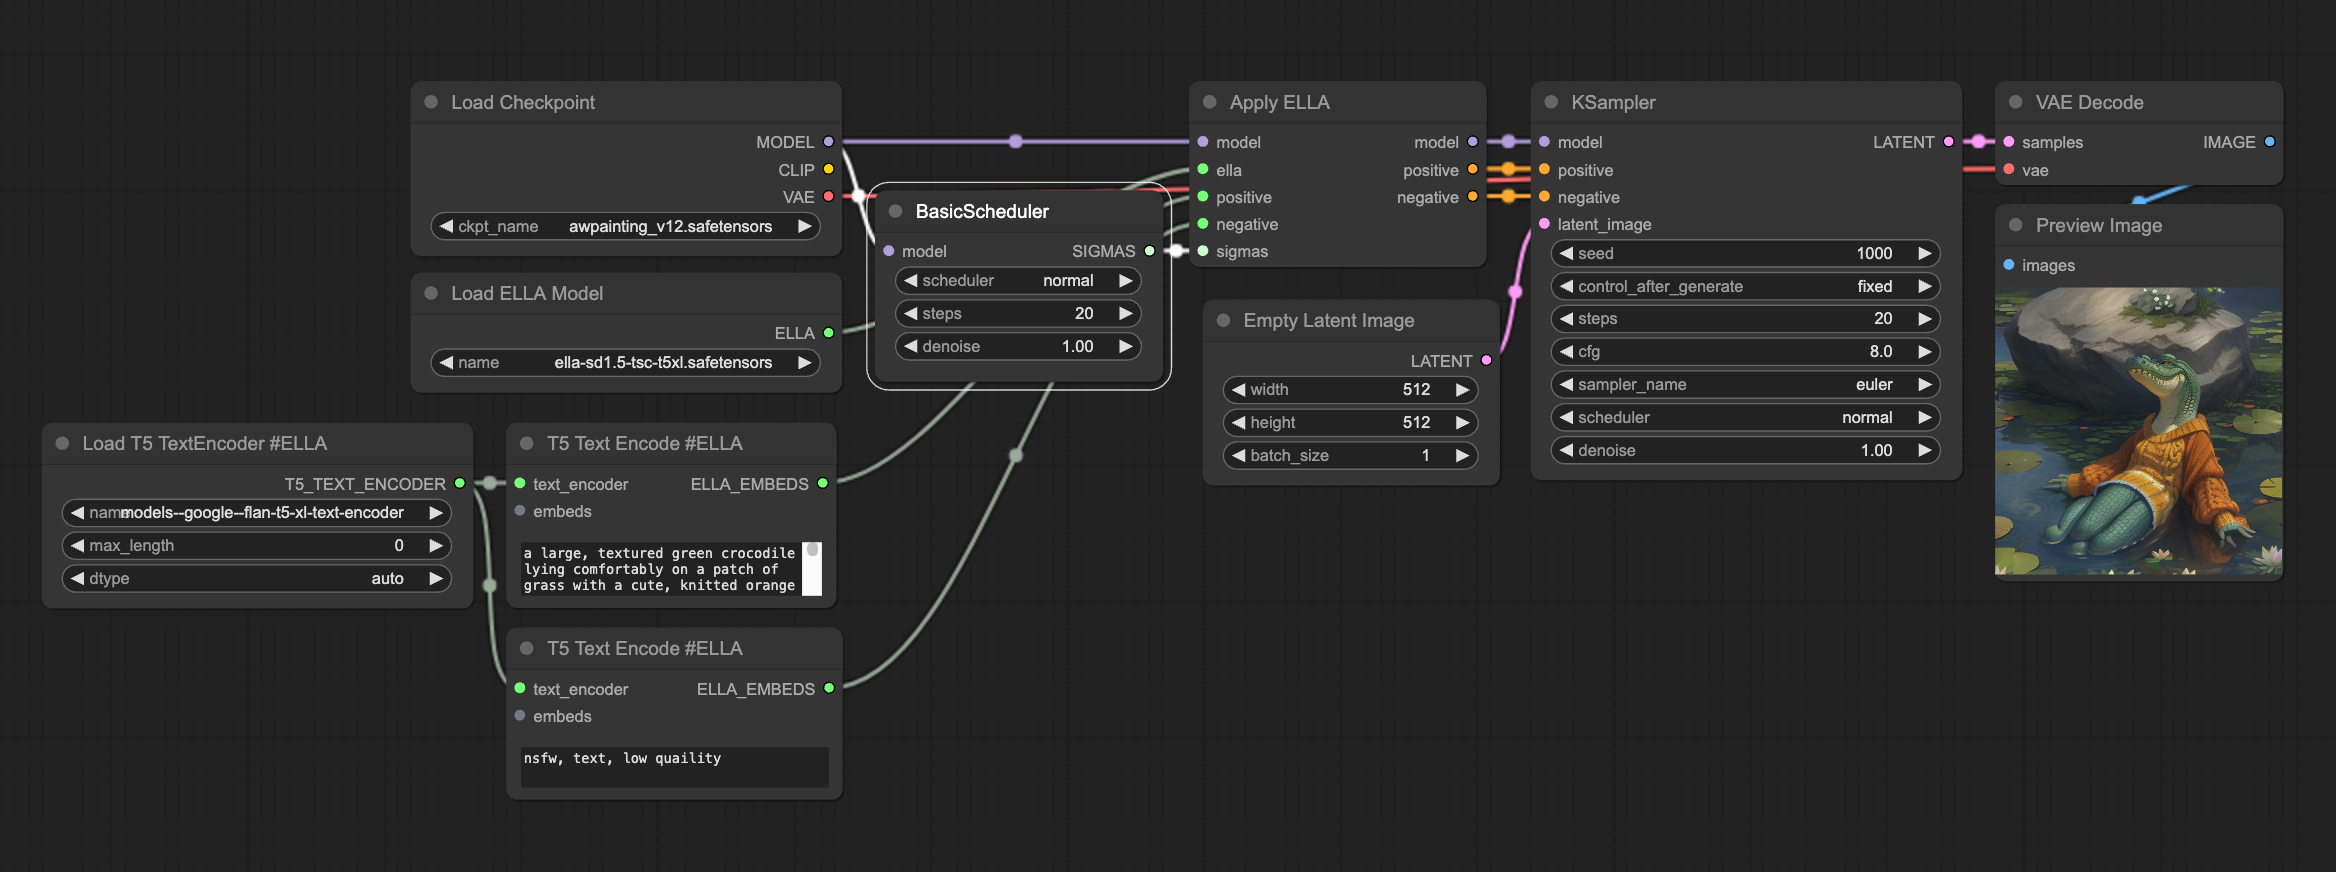 Load Checkpoint
MODEL
CLIP
VAE
ckpt_name awpainting_v12.safetensors
Load ELLA Model
ELLA
name ella-sd1.5-tsc-t5xl.safetensors
Load T5 TextEncoder #ELLA
T5_TEXT_ENCODER
name models--google--flan-t5-xl-text-encoder
max_length 0
dtype auto
T5 Text Encode #ELLA
text_encoder ELLA_EMBEDS
embeds
a large, textured green crocodile
lying comfortably on a patch of
grass with a cute, knitted orange
T5 Text Encode #ELLA
text_encoder ELLA_EMBEDS
embeds
nsfw, text, low quaility
BasicScheduler
model SIGMAS
scheduler normal
steps 20
denoise 1.00
Apply ELLA
model model
ella positive
positive negative
negative
sigmas
Empty Latent Image
LATENT
width 512
height 512
batch_size 1
KSampler
model LATENT
positive
negative
latent_image
seed 1000
control_after_generate fixed
steps 20
cfg 8.0
sampler_name euler
scheduler normal
denoise 1.00
VAE Decode
samples IMAGE
vae
Preview Image
images